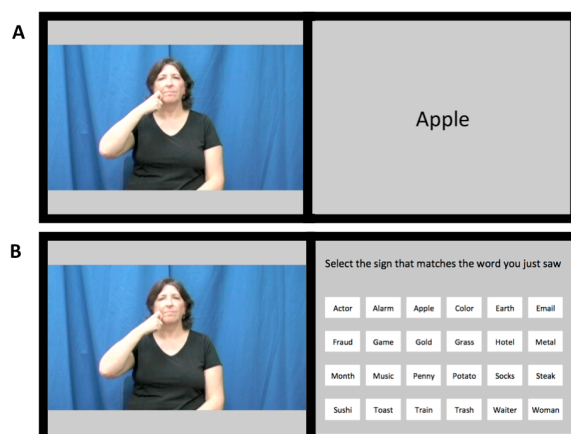 A
Apple
B
Select the sign that matches the word you just saw
Actor Alarm Apple Color Earth Email
Fraud Game Gold Grass Hotel Metal
Month Music Penny Potato Socks Steak
Sushi Toast Train Trash Waiter Woman